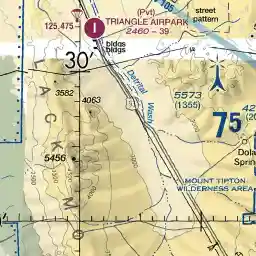 (Pvt)
125.475
TRIANGLE AIRPARK
2460 - 39
street
pattern
bldgs
bldgs
30'
Detrital
Wash
3582
4063
5573
(1355)
75
A
C
K
M
O
5456
Dola
Spring
MOUNT TIPTON
WILDERNESS AREA